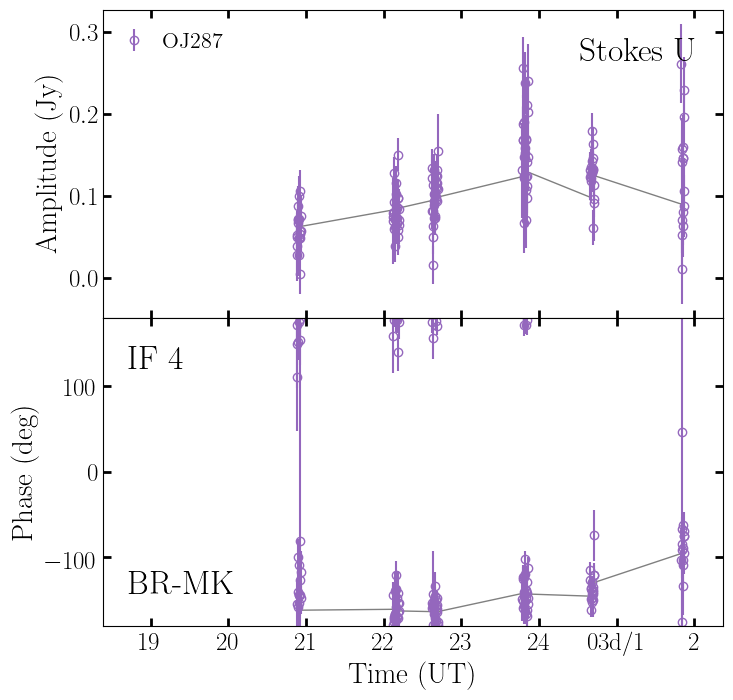 0.3
OJ287
Stokes U
0.2
0.1
0.0
Amplitude (Jy)
IF 4
100
0
−100
Phase (deg)
BR-MK
19 20 21 22 23 24 03d/1 2
Time (UT)